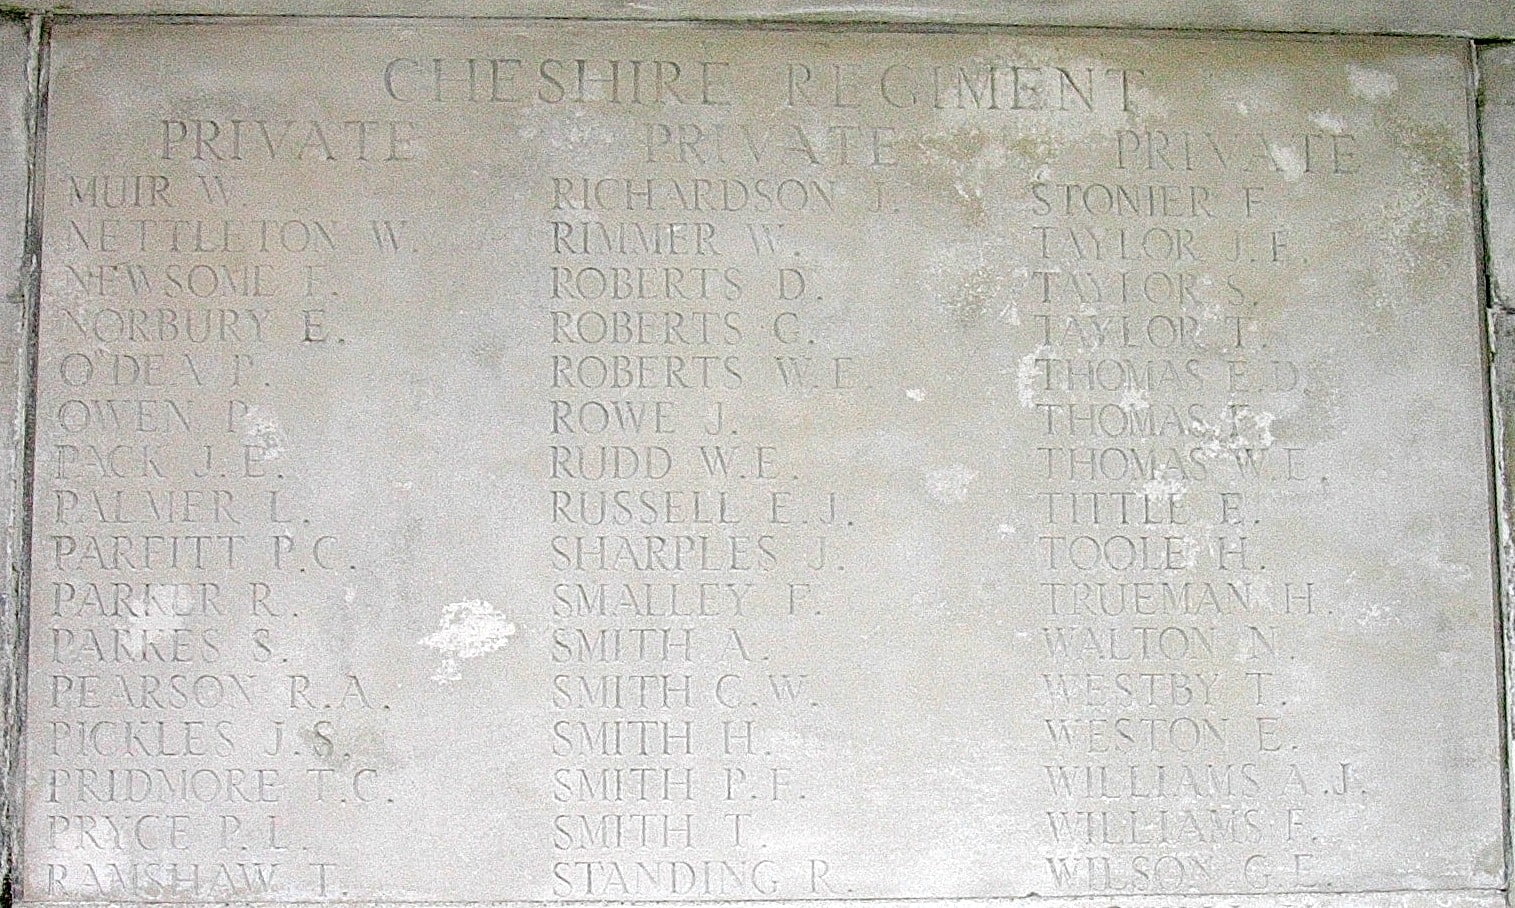 CHESHIRE REGIMENT
PRIVATE
MUIR W.
NETTLETON W.
NEWSOME F.
NORBURY E.
O'DEA P.
OWEN P.
PACK J.E.
PALMER L.
PARFITT P.C.
PARKER R.
PARKES S.
PEARSON R.A.
PICKLES J.S.
PRIDMORE T.C.
PRYCE P.L.
RAMSHAW T.
PRIVATE
RICHARDSON J.
RIMMER W.
ROBERTS D.
ROBERTS G.
ROBERTS W.E.
ROWE J.
RUDD W.E.
RUSSELL E.J.
SHARPLES J.
SMALLEY F.
SMITH A.
SMITH G.W.
SMITH H.
SMITH P.F.
SMITH T.
STANDING R.
PRIVATE
STONIER F.
TAYLOR J.F.
TAYLOR S.
TAYLOR T.
THOMAS E.D.
THOMAS F.
THOMAS W.E.
TITTLE E.
TOOLE H.
TRUEMAN H.
WALTON N.
WESTBY T.
WESTON E.
WILLIAMS A.J.
WILLIAMS F.
WILSON G.E.